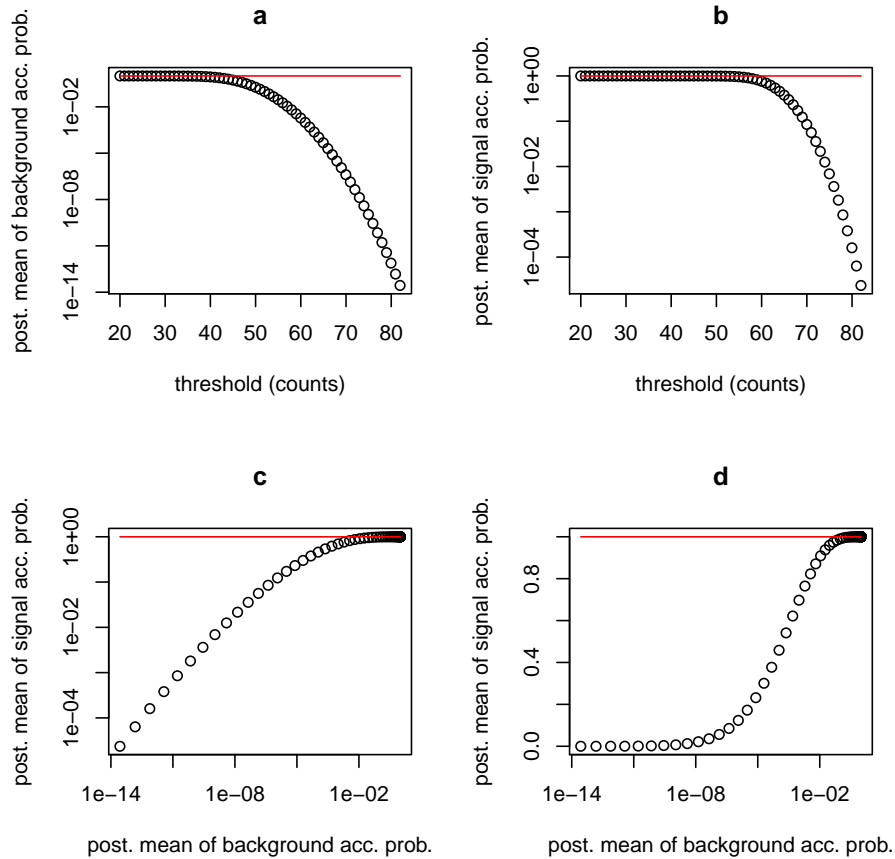 a
post. mean of background acc. prob.
1e−02
1e−08
1e−14
20 30 40 50 60 70 80
threshold (counts)
b
post. mean of signal acc. prob.
1e+00
1e−02
1e−04
20 30 40 50 60 70 80
threshold (counts)
c
post. mean of signal acc. prob.
1e+00
1e−02
1e−04
1e−14 1e−08 1e−02
post. mean of background acc. prob.
d
post. mean of signal acc. prob.
0.8
0.4
0.0
1e−14 1e−08 1e−02
post. mean of background acc. prob.